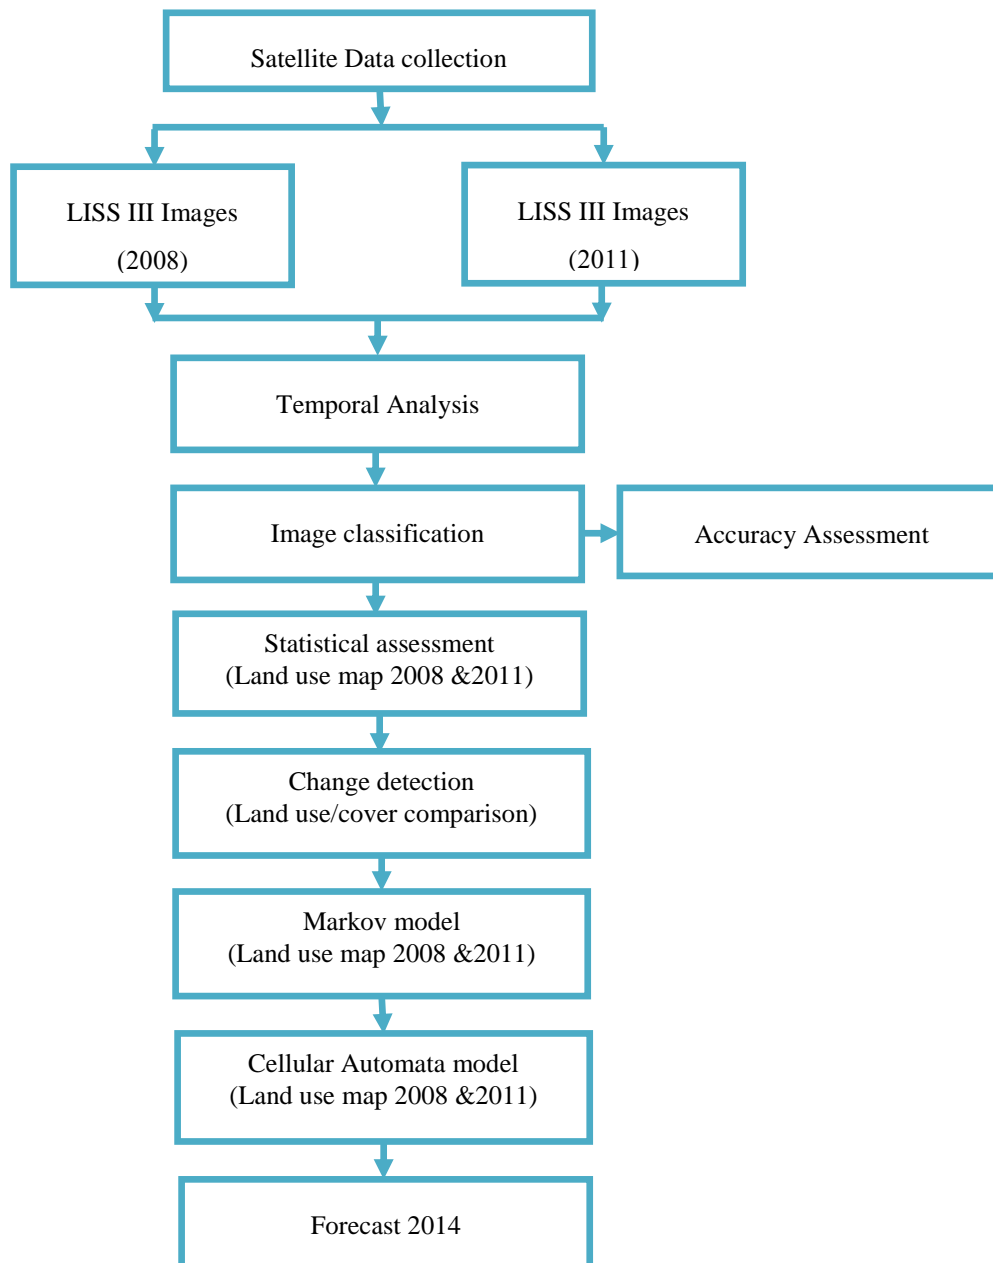 Satellite Data collection
LISS III Images
(2008)
LISS III Images
(2011)
Temporal Analysis
Image classification
Accuracy Assessment
Statistical assessment
(Land use map 2008 &2011)
Change detection
(Land use/cover comparison)
Markov model
(Land use map 2008 &2011)
Cellular Automata model
(Land use map 2008 &2011)
Forecast 2014